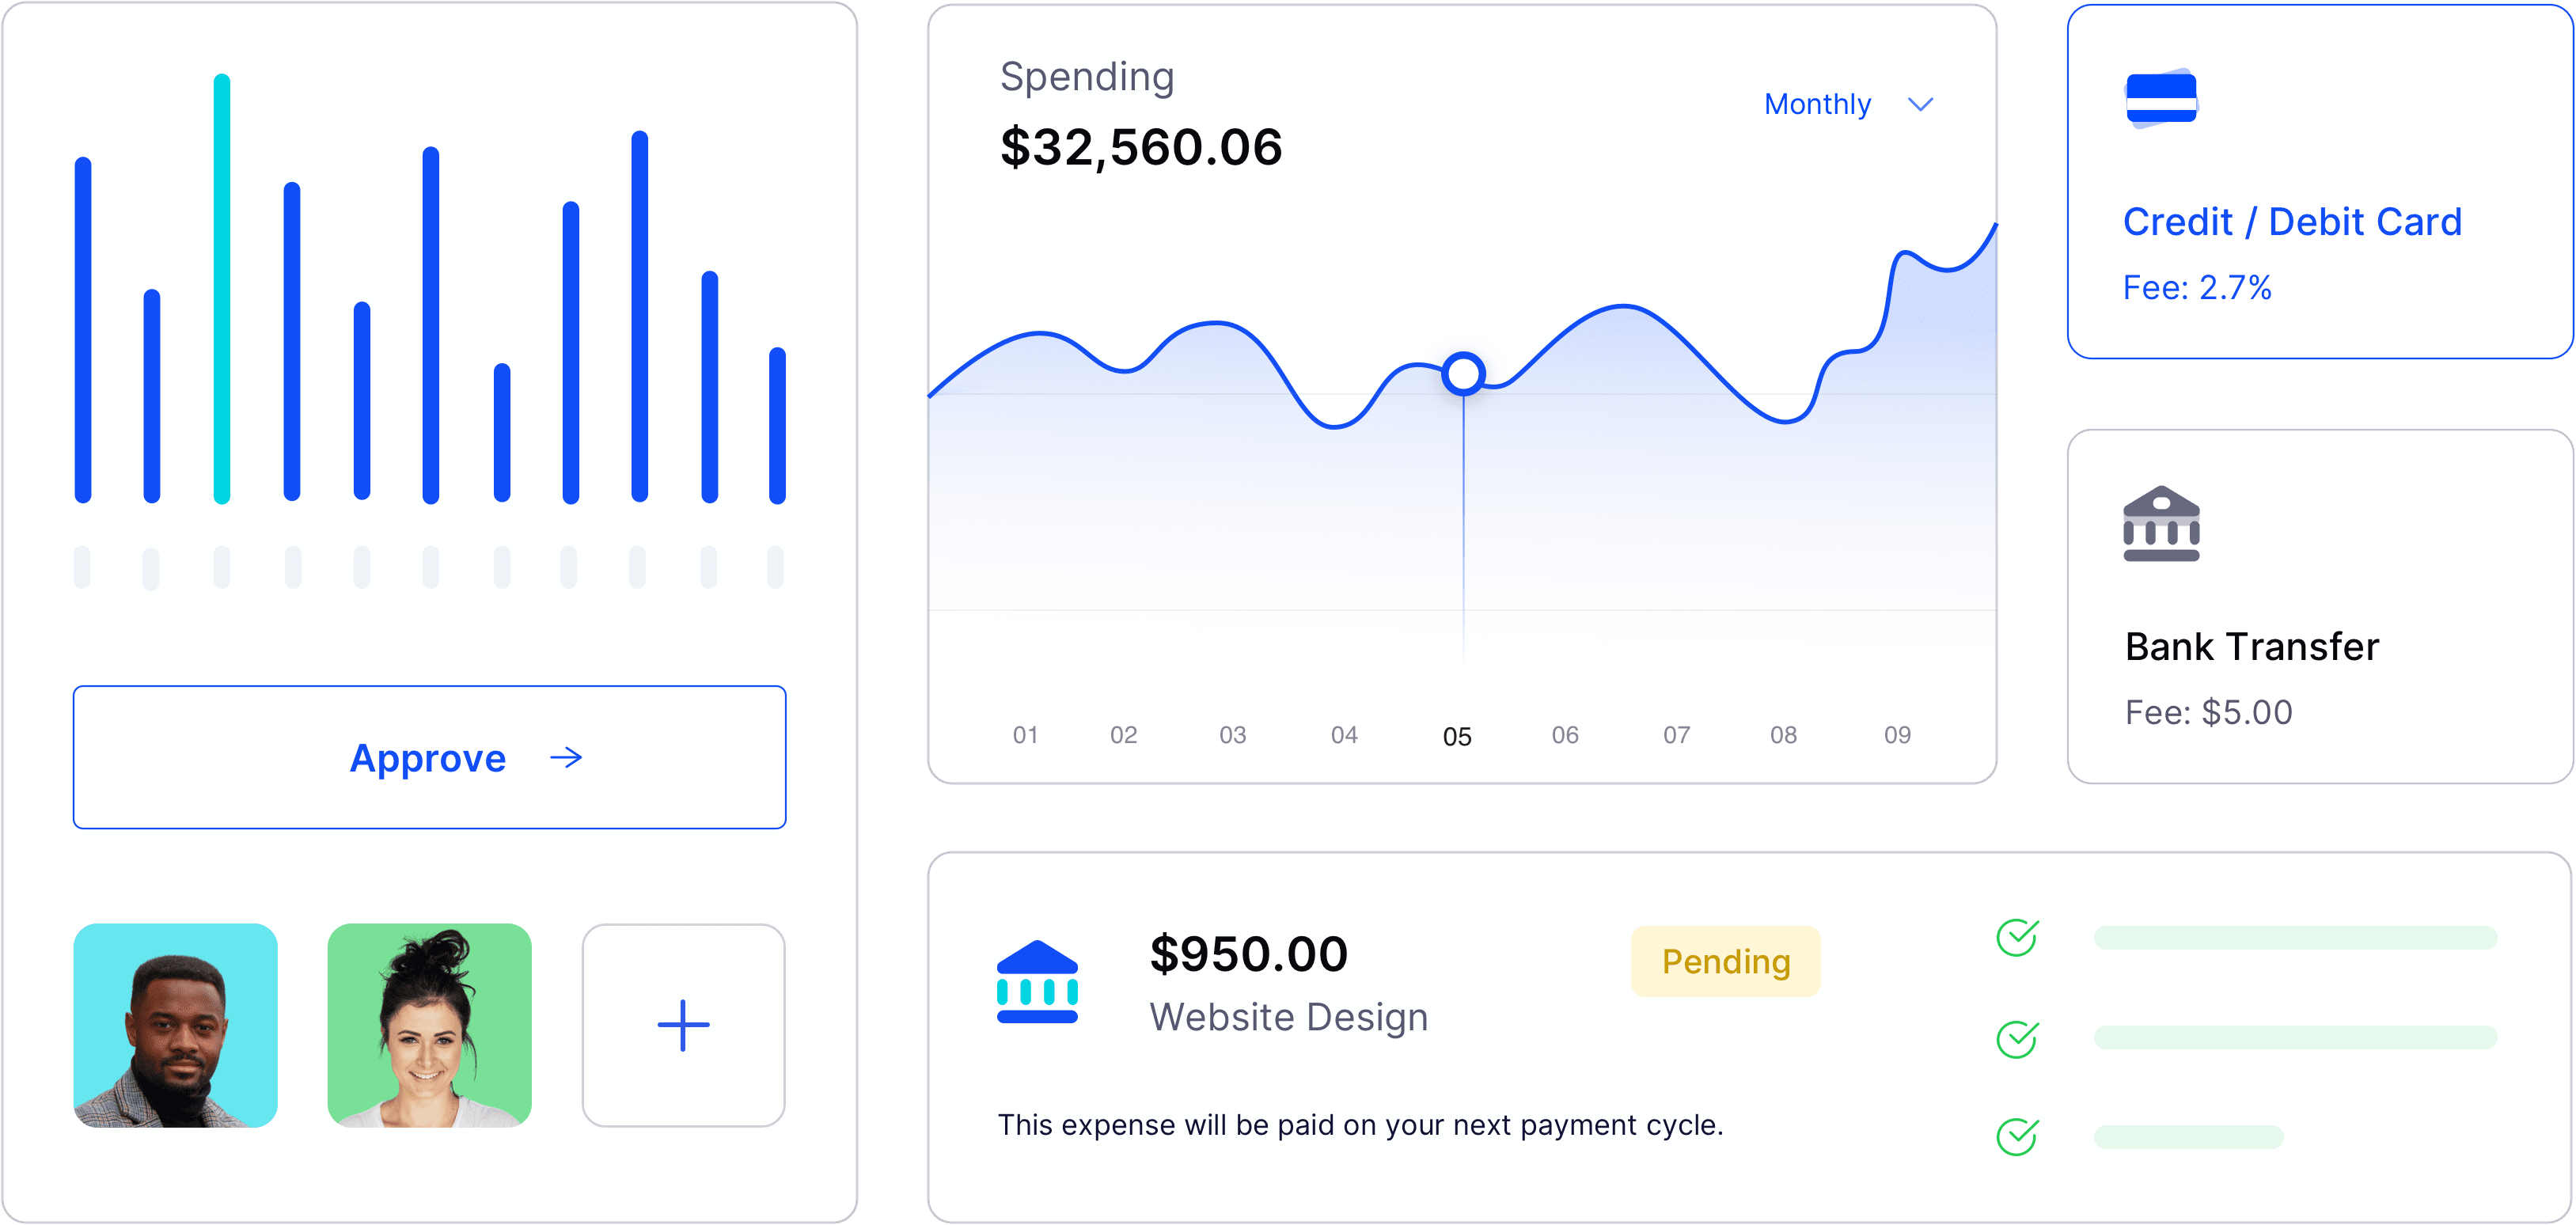 Approve
Spending
$32,560.06
Monthly
01 02 03 04 05 06 07 08 09
Credit / Debit Card
Fee: 2.7%
Bank Transfer
Fee: $5.00
$950.00
Website Design
Pending
This expense will be paid on your next payment cycle.